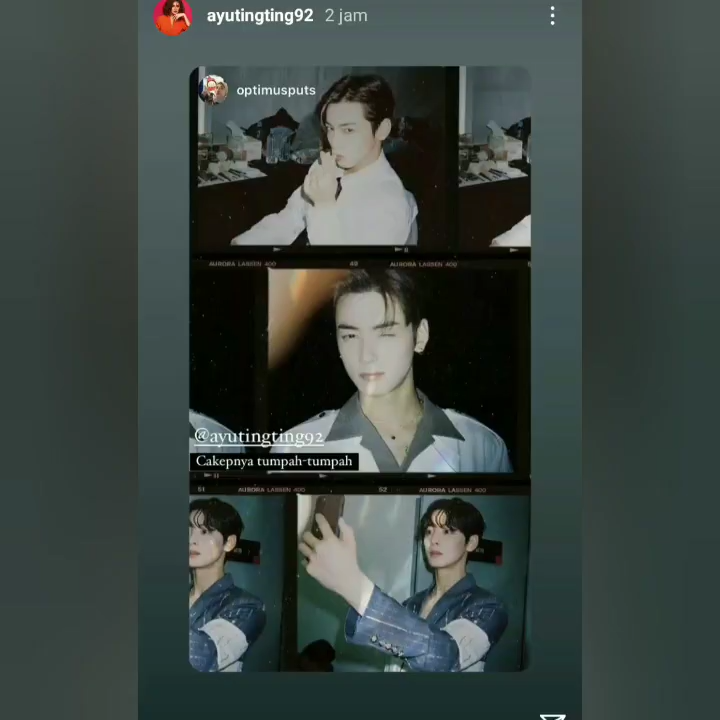 ayutingting92 2 jam
optimusputs
AURORA LASSEN 400 49 AURORA LASSEN 400
@ayutingting92
Cakepnya tumpah-tumpah
51 AURORA LASSEN 400 52 AURORA LASSEN 400